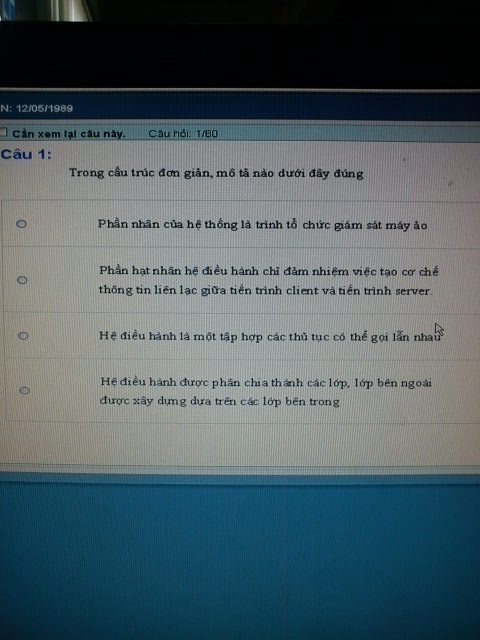 N: 12/05/1989
Cần xem lại câu này. Câu hỏi: 1/60
Câu 1:
Trong cấu trúc đơn giản, mô tả nào dưới đây đúng
Phần nhân của hệ thống là trình tổ chức giám sát máy ảo
Phần hạt nhân hệ điều hành chỉ đảm nhiệm việc tạo cơ chế
thông tin liên lạc giữa tiến trình client và tiến trình server.
Hệ điều hành là một tập hợp các thủ tục có thể gọi lẫn nhau
Hệ điều hành được phân chia thành các lớp, lớp bên ngoài
được xây dựng dựa trên các lớp bên trong